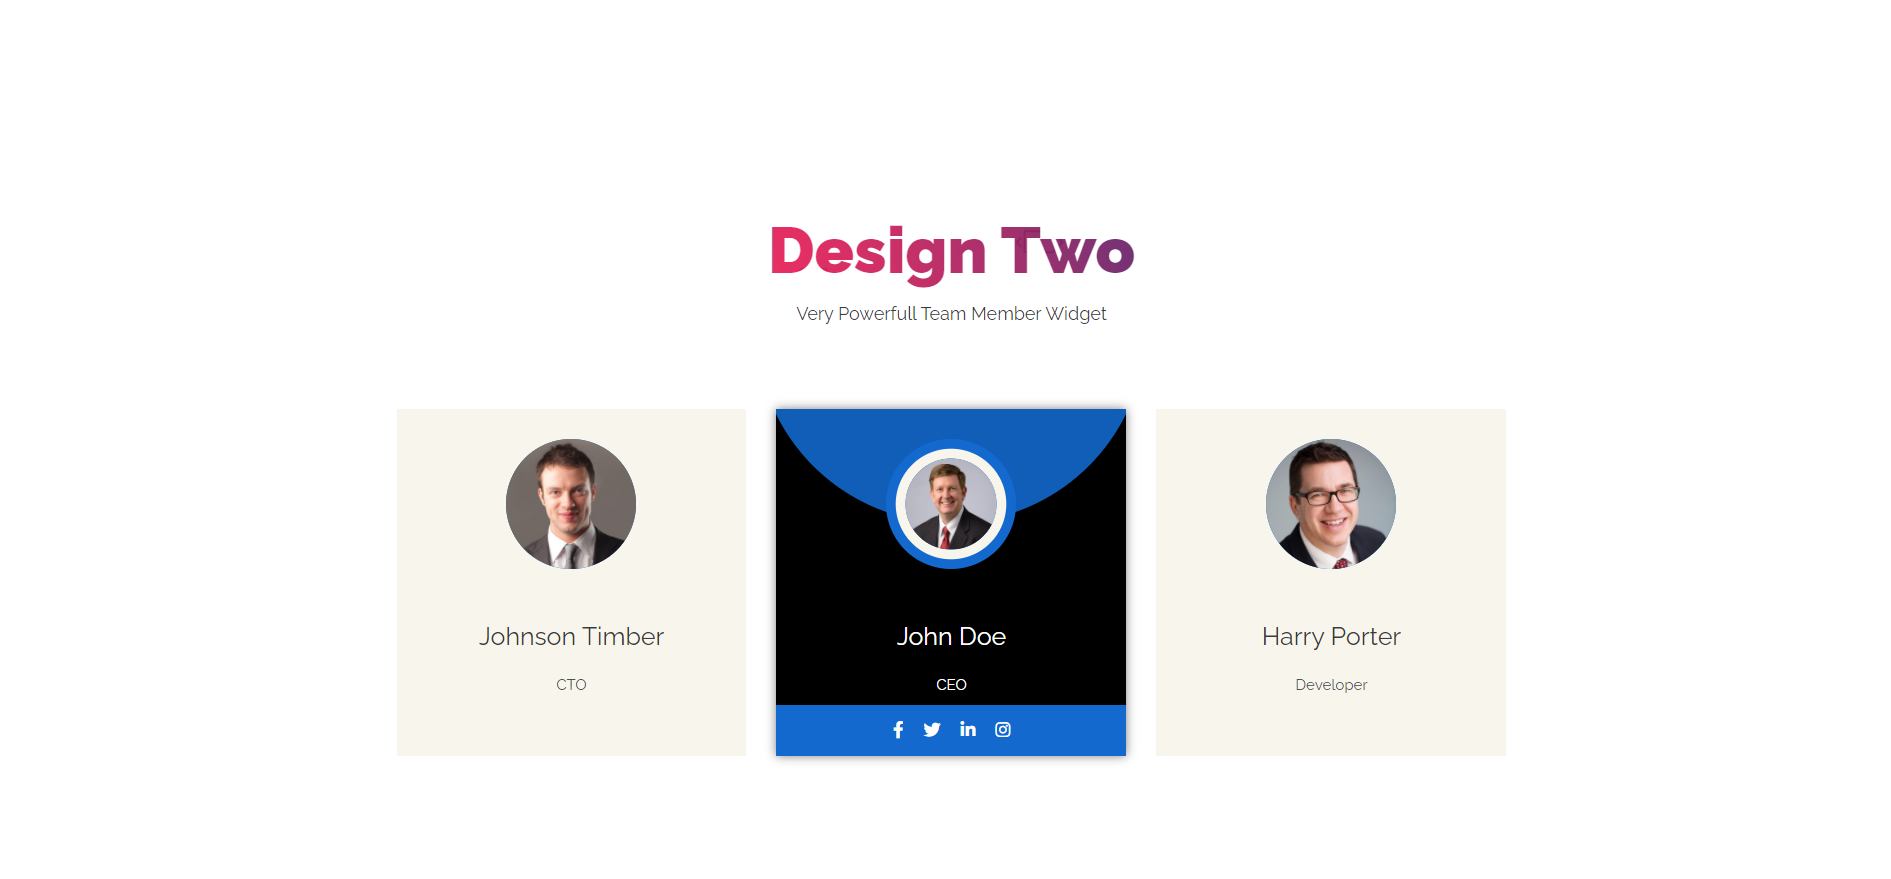 Design Two
Very Powerfull Team Member Widget
Johnson Timber
CTO
John Doe
CEO
Harry Porter
Developer